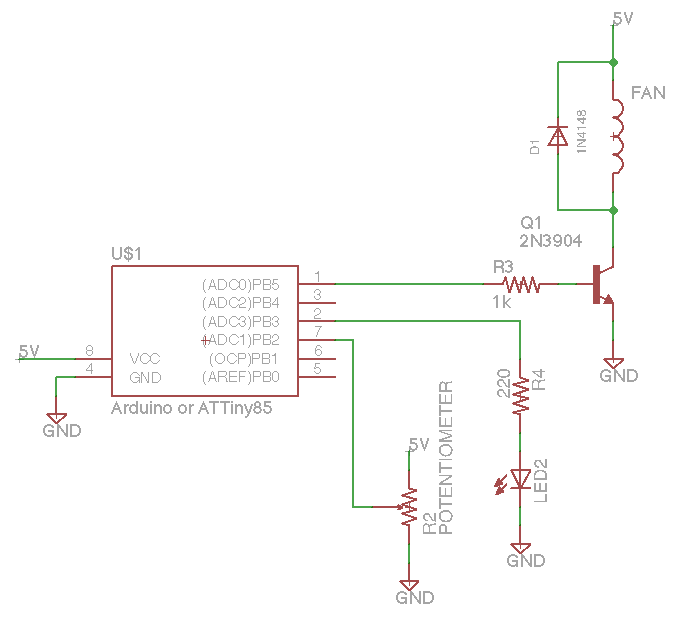 5V
FAN
1N4148
D1
Q1
2N3904
U$1
R3
1k
(ADC0)PB5
1
(ADC2)PB4
3
(ADC3)PB3
2
(ADC1)PB2
7
(OCP)PB1
6
(AREF)PB0
5
5V
8
VCC
4
GND
Arduino or ATTiny85
GND
GND
220
R4
5V
POTENTIOMETER
R2
LED2
GND
GND